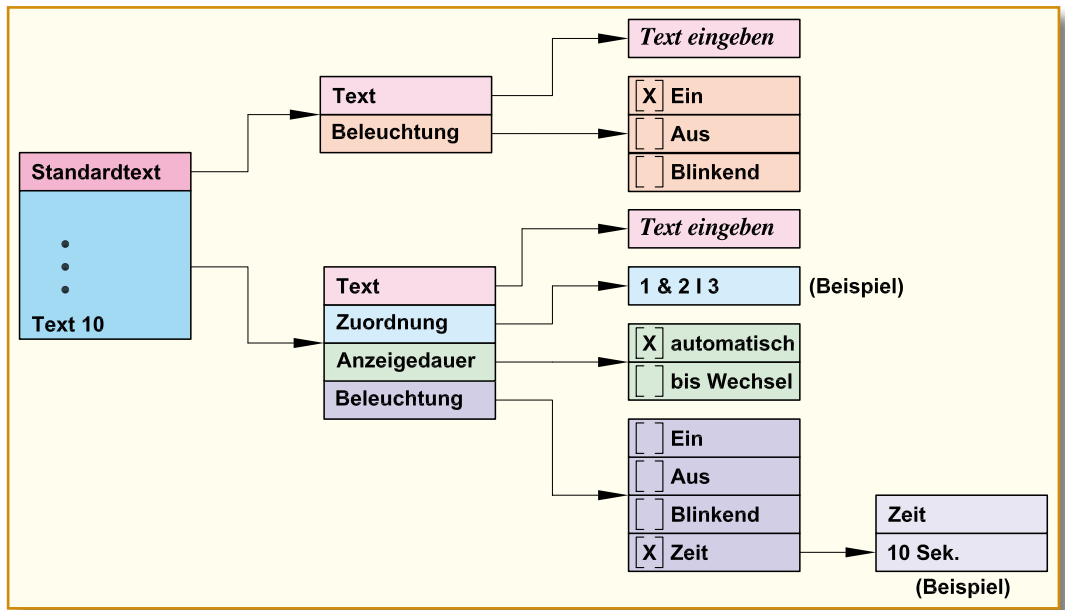 Standardtext
Text 10
Text
Beleuchtung
Text eingeben
[X] Ein
[ ] Aus
[ ] Blinkend
Text
Zuordnung
Anzeigedauer
Beleuchtung
Text eingeben
1 & 2 I 3 (Beispiel)
[X] automatisch
[ ] bis Wechsel
[ ] Ein
[ ] Aus
[ ] Blinkend
[X] Zeit
Zeit
10 Sek.
(Beispiel)